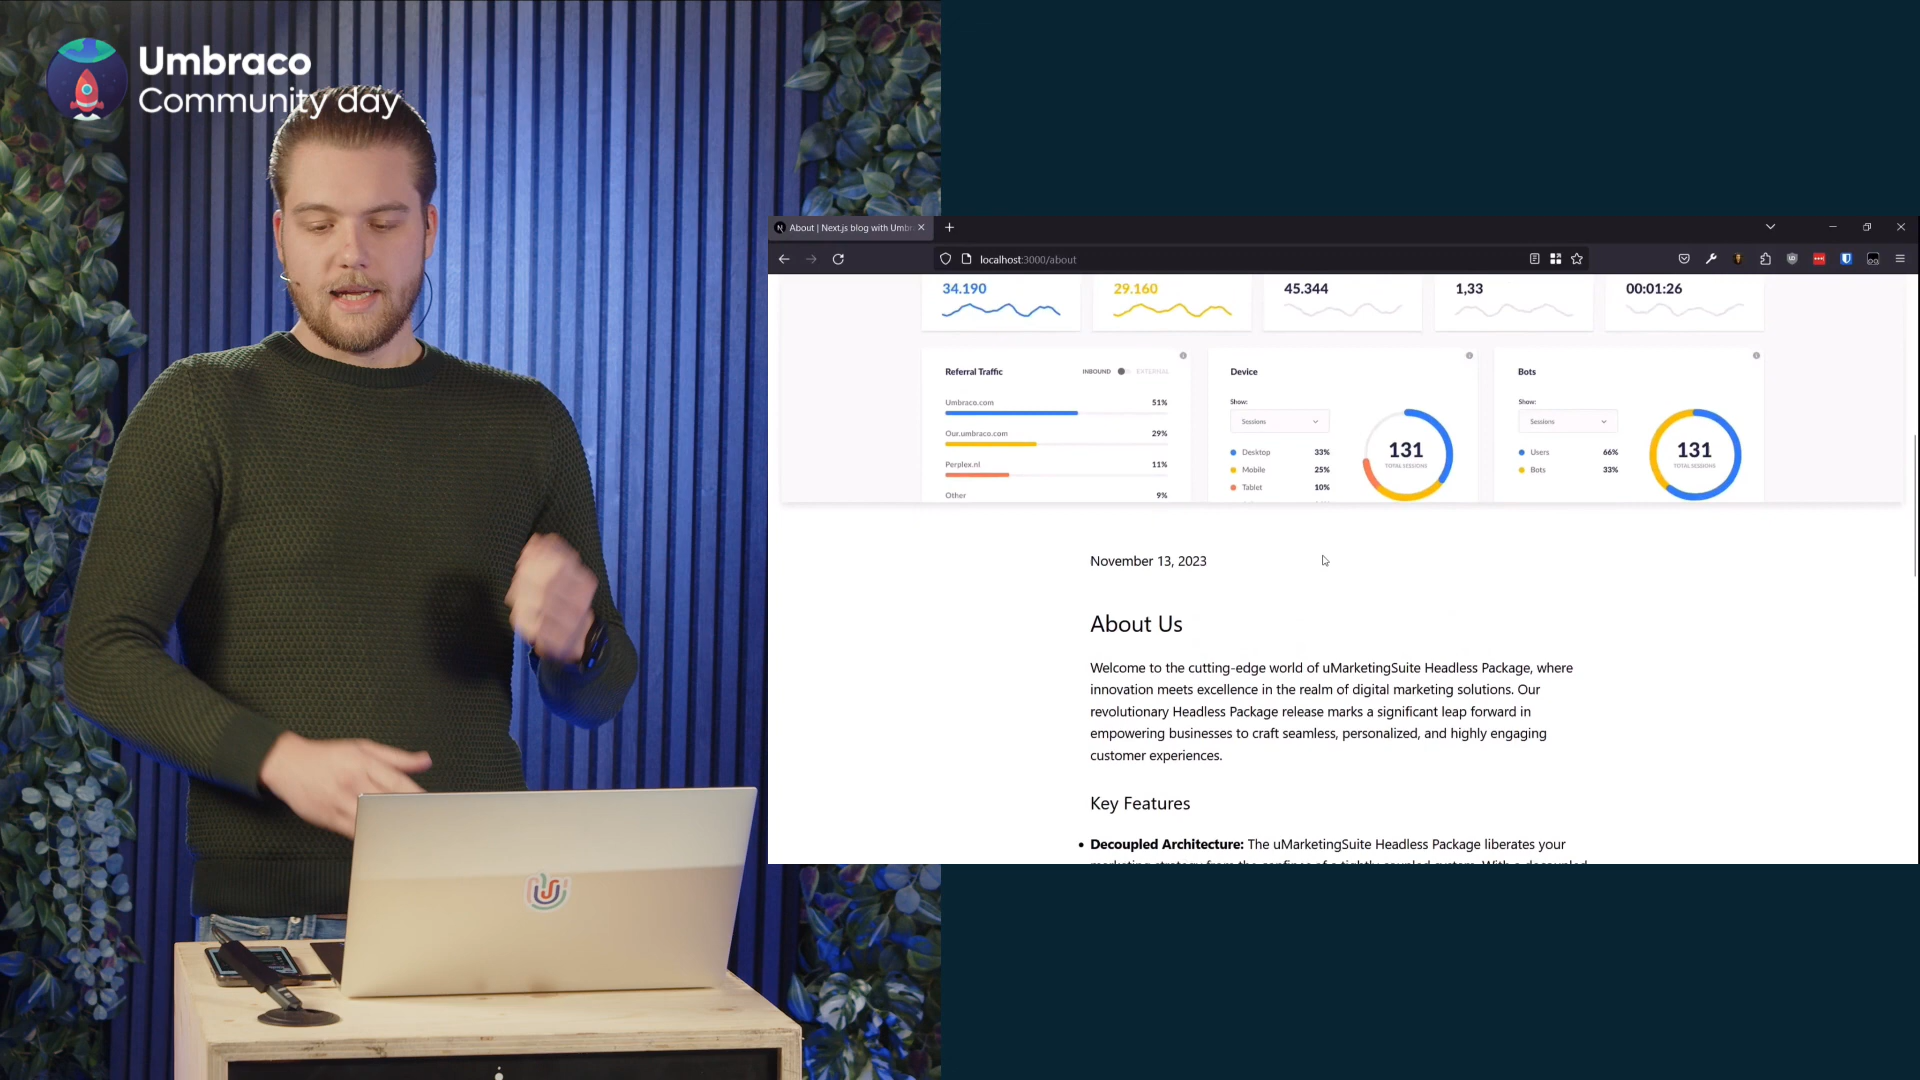 Umbraco
Community day
About | Next.js blog with Umbr
localhost:3000/about
34.190
29.160
45.344
1,33
00:01:26
Referral Traffic
INBOUND
EXTERNAL
Umbraco.com
51%
Our.umbraco.com
29%
Perplex.nl
11%
Other
9%
Device
Show:
Sessions
Desktop
33%
Mobile
25%
Tablet
10%
131
TOTAL SESSIONS
Bots
Show:
Sessions
Users
66%
Bots
33%
131
TOTAL SESSIONS
November 13, 2023
About Us
Welcome to the cutting-edge world of uMarketingSuite Headless Package, where
innovation meets excellence in the realm of digital marketing solutions. Our
revolutionary Headless Package release marks a significant leap forward in
empowering businesses to craft seamless, personalized, and highly engaging
customer experiences.
Key Features
• Decoupled Architecture: The uMarketingSuite Headless Package liberates your